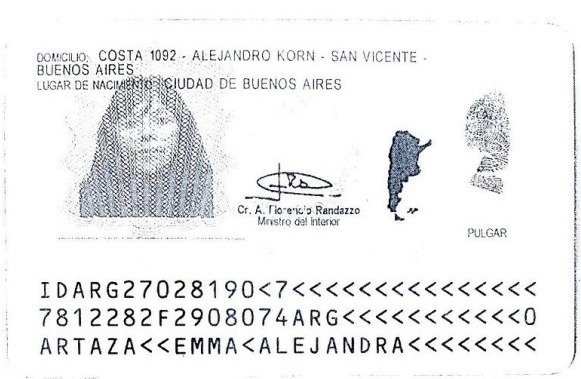 DOMICILIO: COSTA 1092 - ALEJANDRO KORN - SAN VICENTE -
BUENOS AIRES
LUGAR DE NACIMIENTO: CIUDAD DE BUENOS AIRES
Cr. A. Florencio Randazzo
Ministro del Interior
PULGAR
IDARG27028190<7<<<<<<<<<<<<<<<
7812282F2908074ARG<<<<<<<<<<<0
ARTAZA<<EMMA<ALEJANDRA<<<<<<<<